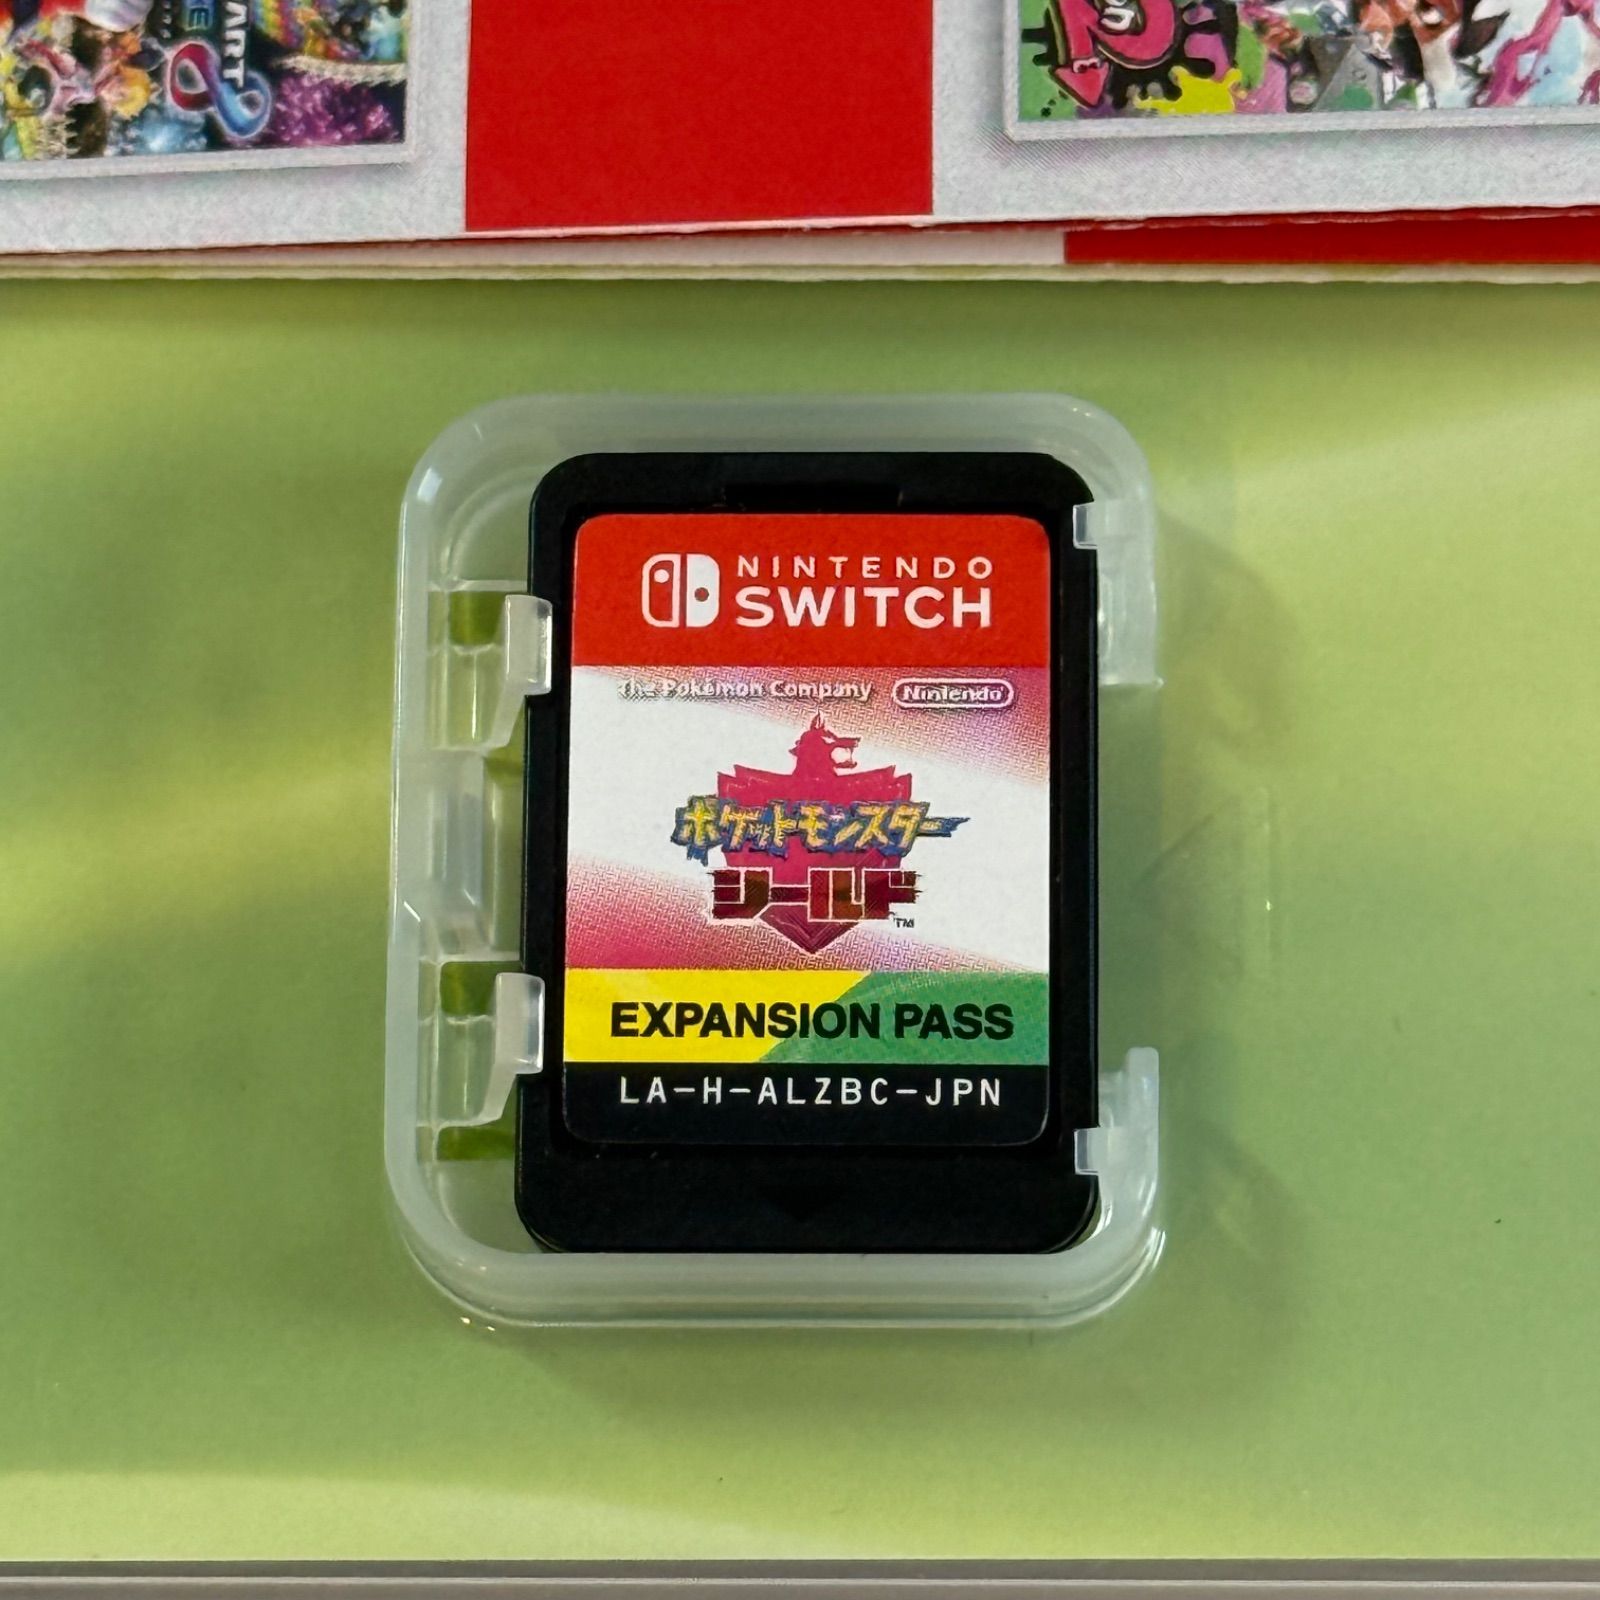 NINTENDO
SWITCH
The Pokémon Company Nintendo
ポケットモンスター
シールド TM
EXPANSION PASS
LA-H-ALZBC-JPN
ART